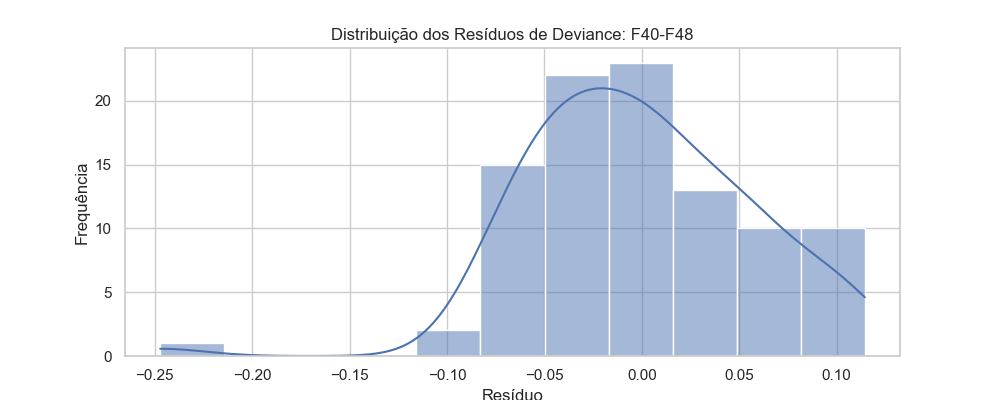 Distribuição dos Resíduos de Deviance: F40-F48
Frequência
20
15
10
5
0
−0.25 −0.20 −0.15 −0.10 −0.05 0.00 0.05 0.10
Resíduo